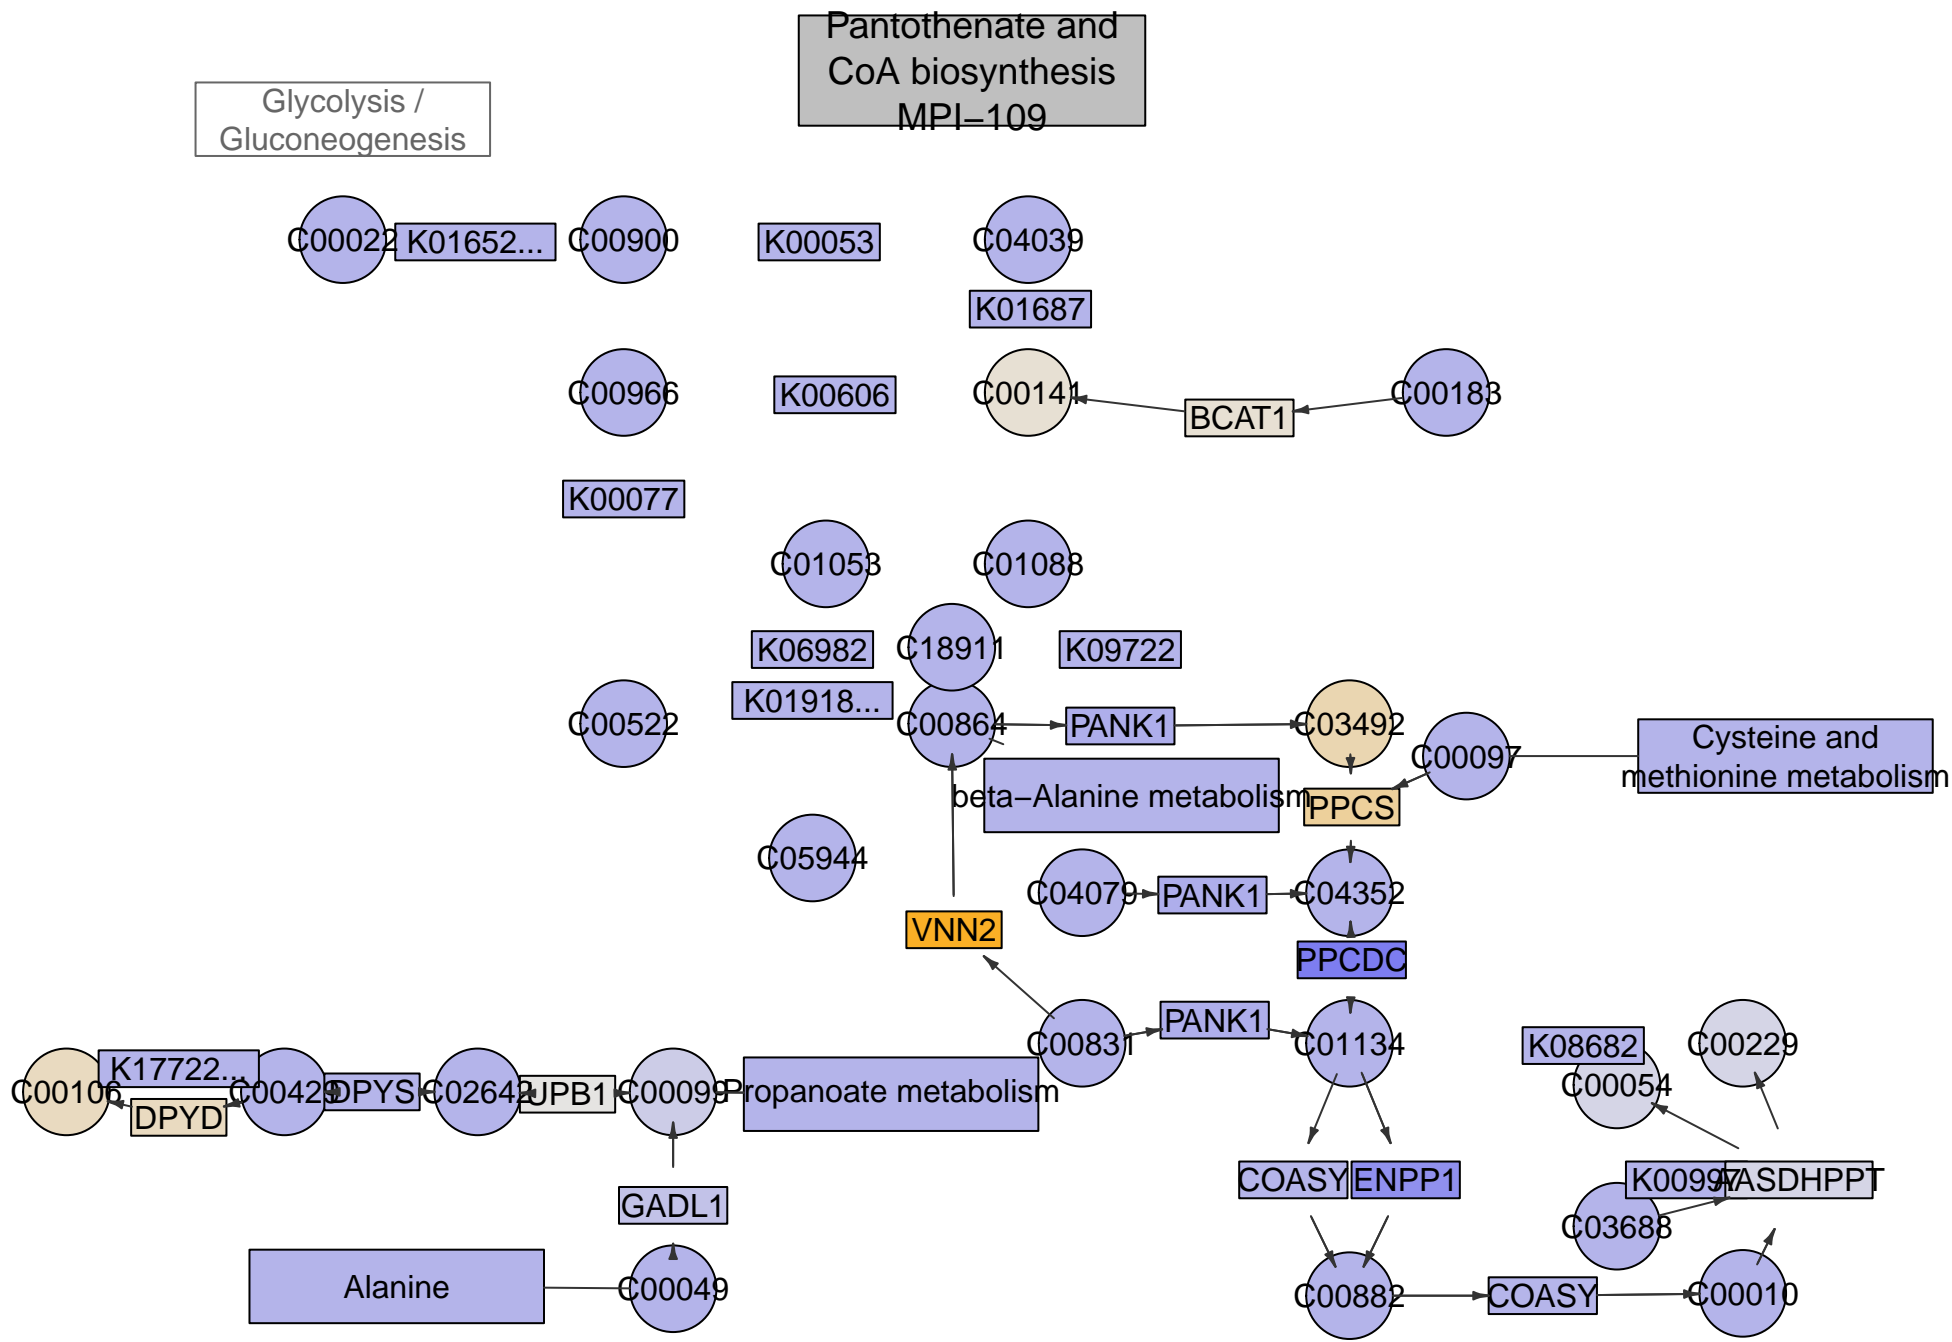 Pantothenate and
CoA biosynthesis
MPI−109
Glycolysis /
Gluconeogenesis
C00022
K01652...
C00900
K00053
C04039
K01687
C00966
K00606
C00141
BCAT1
C00183
K00077
C01053
C01088
K06982
C18911
K09722
K01918...
C00522
C00864
PANK1
C03492
C00097
Cysteine and
methionine metabolism
beta−Alanine metabolism
PPCS
C05944
C04079
PANK1
C04352
VNN2
PPCDC
C00831
PANK1
C01134
K08682
C00229
C00054
C00106
K17722...
DPYD
C00429
DPYS
C02642
UPB1
C00099
Propanoate metabolism
COASY
ENPP1
K00997
AASDHPPT
GADL1
C03688
Alanine
C00049
C00882
COASY
C00010